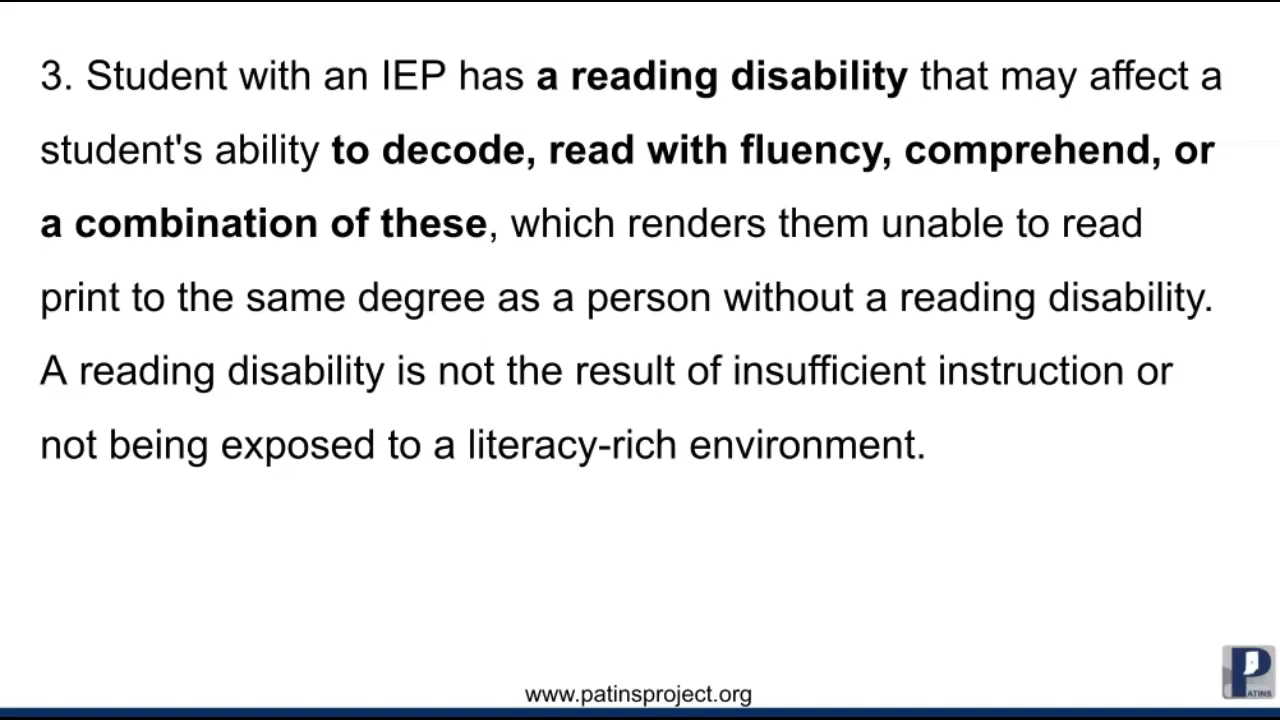 3. Student with an IEP has a reading disability that may affect a
student's ability to decode, read with fluency, comprehend, or
a combination of these, which renders them unable to read
print to the same degree as a person without a reading disability.
A reading disability is not the result of insufficient instruction or
not being exposed to a literacy-rich environment.
www.patinsproject.org
PATINS